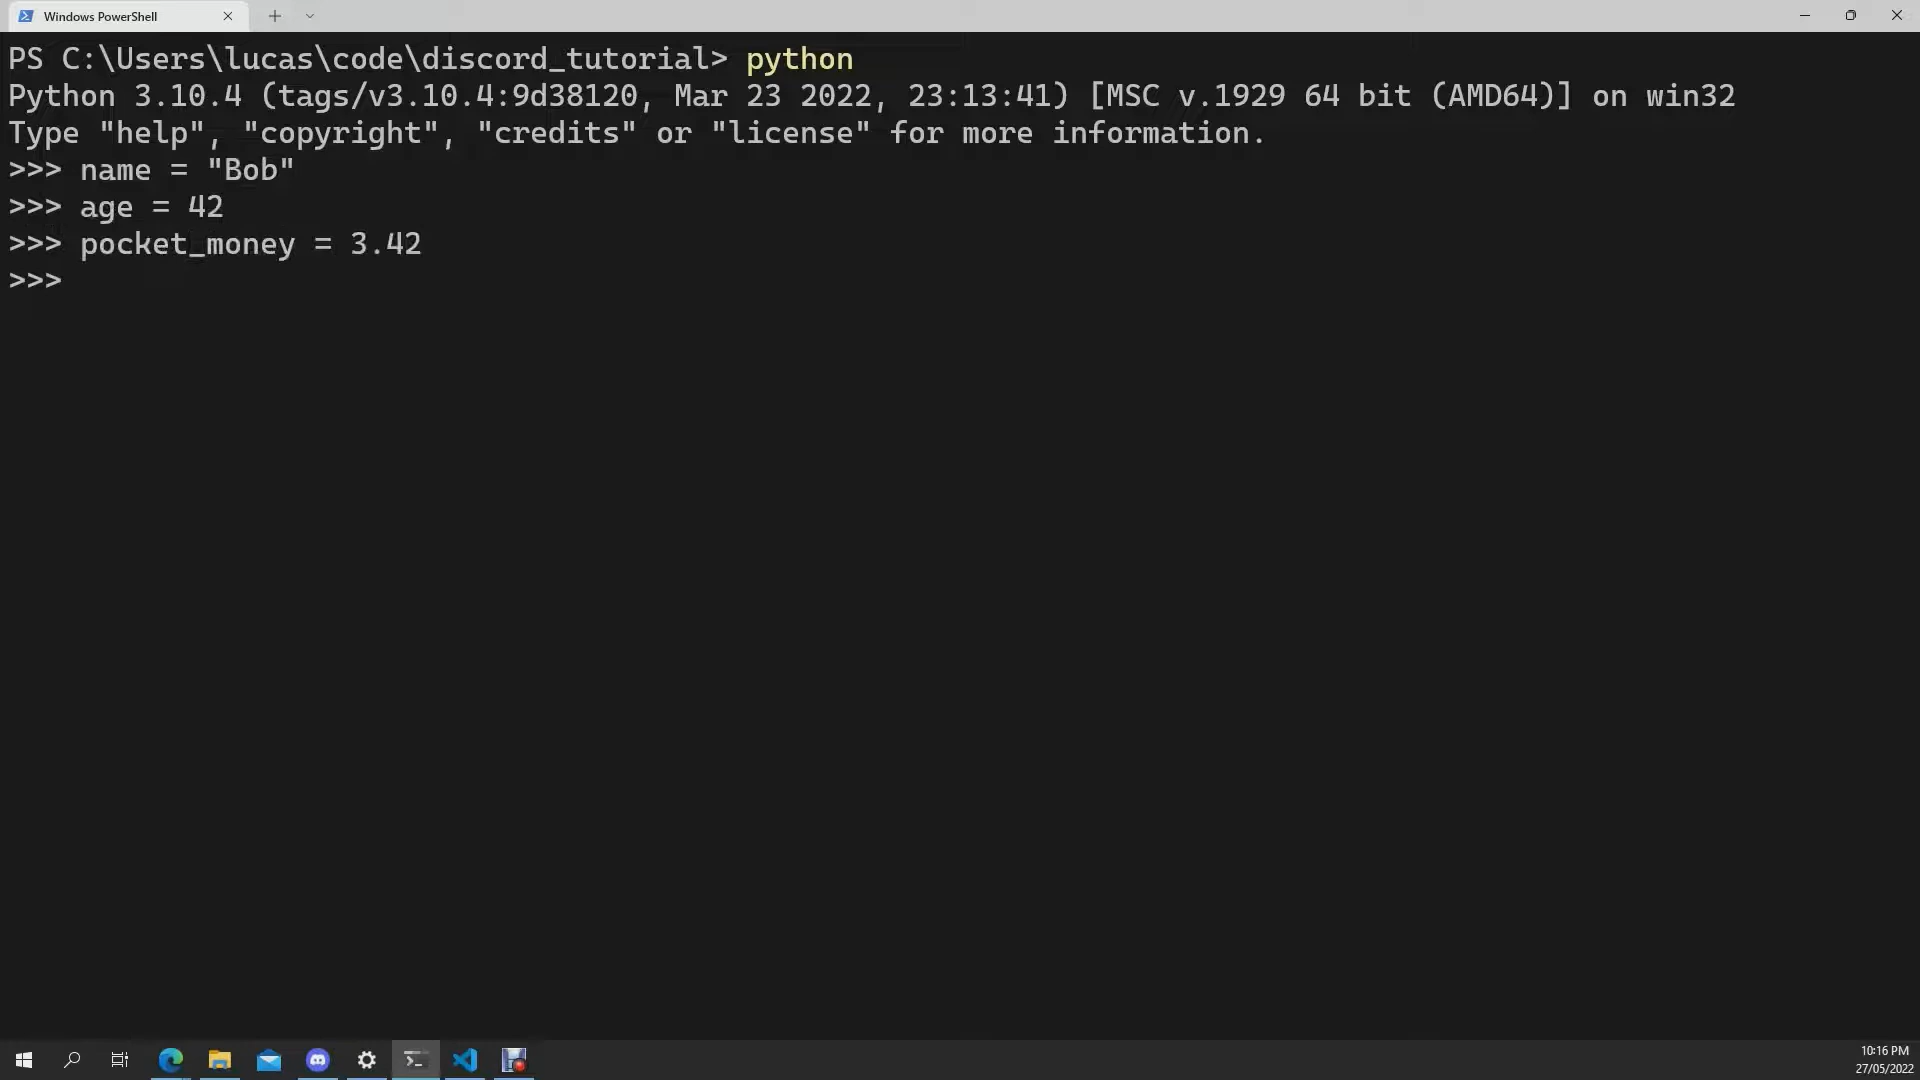 Windows PowerShell
PS C:\Users\lucas\code\discord_tutorial> python
Python 3.10.4 (tags/v3.10.4:9d38120, Mar 23 2022, 23:13:41) [MSC v.1929 64 bit (AMD64)] on win32
Type "help", "copyright", "credits" or "license" for more information.
>>> name = "Bob"
>>> age = 42
>>> pocket_money = 3.42
>>>
10:16 PM
27/05/2022